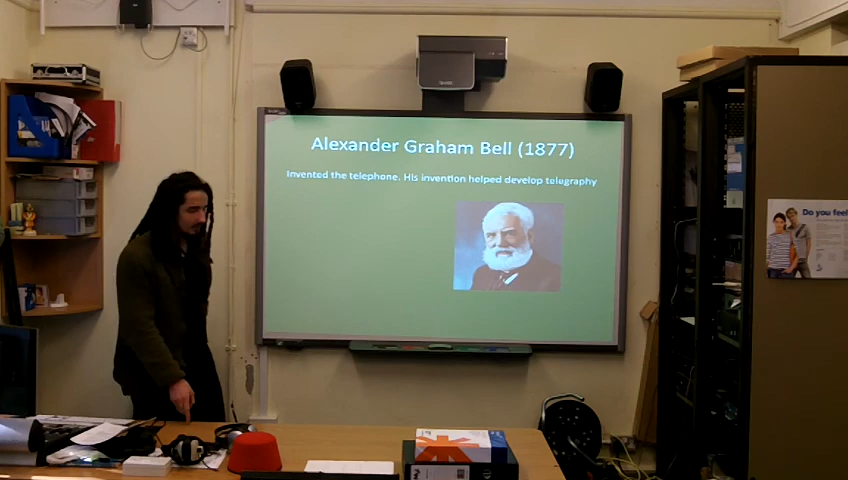 Alexander Graham Bell (1877)
Invented the telephone. His invention helped develop telegraphy
Do you feel